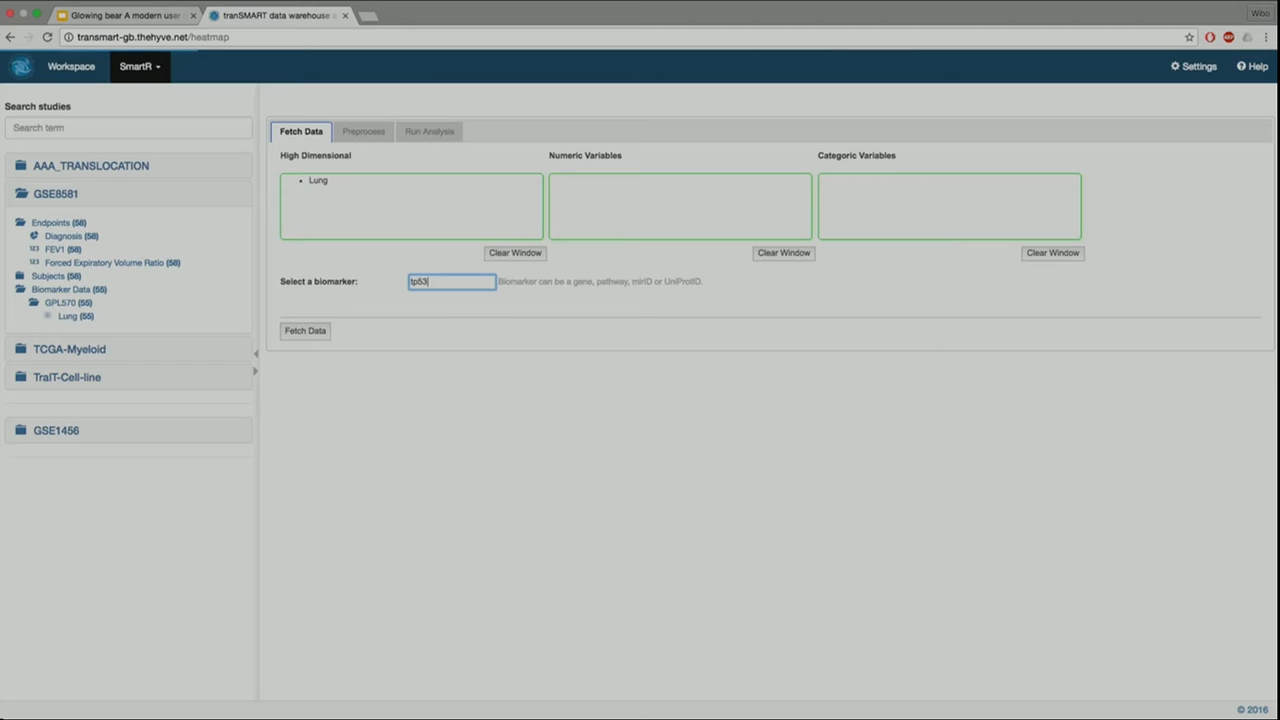 Glowing bear A modern user
tranSMART data warehouse a
Wibo
transmart-gb.thehyve.net/heatmap
Workspace
SmartR
Settings
Help
Search studies
Search term
AAA_TRANSLOCATION
GSE8581
Endpoints (58)
Diagnosis (58)
123 FEV1 (58)
123 Forced Expiratory Volume Ratio (58)
Subjects (58)
Biomarker Data (55)
GPL570 (55)
Lung (55)
TCGA-Myeloid
TraIT-Cell-line
GSE1456
Fetch Data Preprocess Run Analysis
High Dimensional Numeric Variables Categoric Variables
• Lung
Clear Window Clear Window Clear Window
Select a biomarker: tp53 Biomarker can be a gene, pathway, mirID or UniProtID.
Fetch Data
© 2016